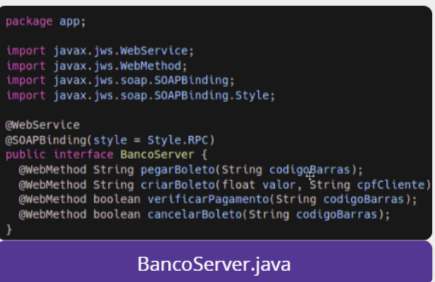 package app;
import javax.jws.WebService;
import javax.jws.WebMethod;
import javax.jws.soap.SOAPBinding;
import javax.jws.soap.SOAPBinding.Style;
@WebService
@SOAPBinding(style = Style.RPC)
public interface BancoServer {
@WebMethod String pegarBoleto(String codigoBarras);
@WebMethod String criarBoleto(float valor, String cpfCliente)
@WebMethod boolean verificarPagamento(String codigoBarras);
@WebMethod boolean cancelarBoleto(String codigoBarras);
}
BancoServer.java